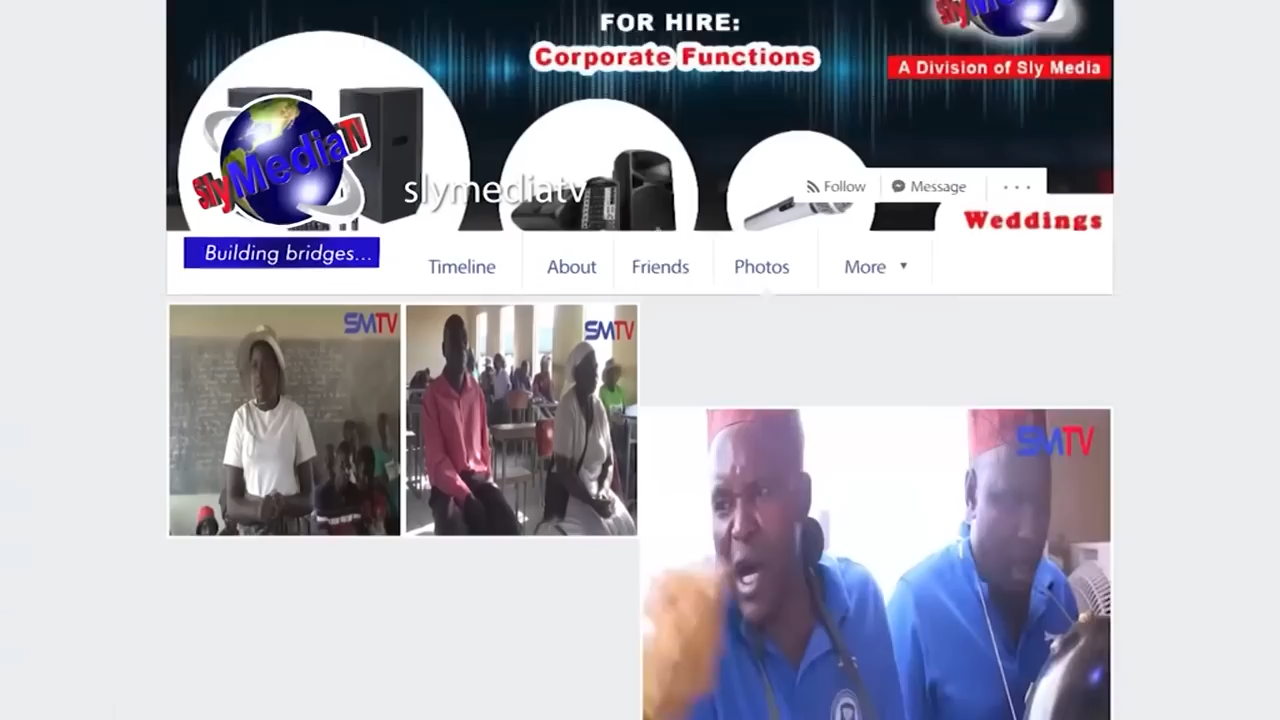 FOR HIRE:
Corporate Functions
A Division of Sly Media
slyMediaTV
slymediatv
Follow
Message
Weddings
Building bridges...
Timeline
About
Friends
Photos
More
SMTV
SMTV
SMTV